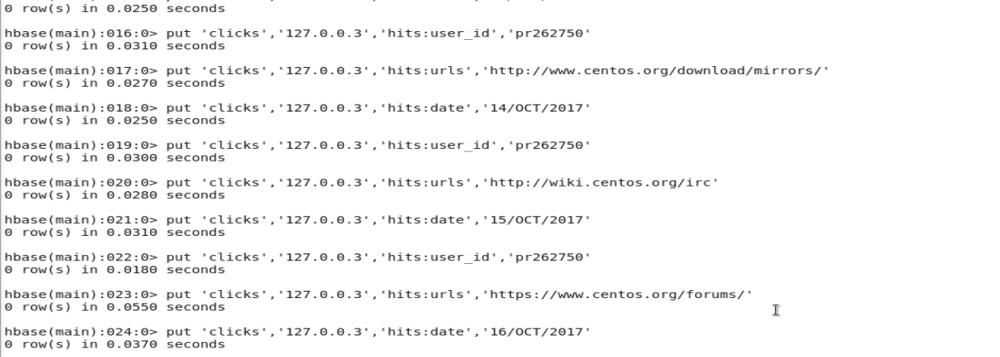 0 row(s) in 0.0250 seconds
hbase(main):016:0> put 'clicks','127.0.0.3','hits:user_id','pr262750'
0 row(s) in 0.0310 seconds
hbase(main):017:0> put 'clicks','127.0.0.3','hits:urls','http://www.centos.org/download/mirrors/'
0 row(s) in 0.0270 seconds
hbase(main):018:0> put 'clicks','127.0.0.3','hits:date','14/OCT/2017'
0 row(s) in 0.0250 seconds
hbase(main):019:0> put 'clicks','127.0.0.3','hits:user_id','pr262750'
0 row(s) in 0.0300 seconds
hbase(main):020:0> put 'clicks','127.0.0.3','hits:urls','http://wiki.centos.org/irc'
0 row(s) in 0.0280 seconds
hbase(main):021:0> put 'clicks','127.0.0.3','hits:date','15/OCT/2017'
0 row(s) in 0.0310 seconds
hbase(main):022:0> put 'clicks','127.0.0.3','hits:user_id','pr262750'
0 row(s) in 0.0180 seconds
hbase(main):023:0> put 'clicks','127.0.0.3','hits:urls','https://www.centos.org/forums/'
0 row(s) in 0.0550 seconds
hbase(main):024:0> put 'clicks','127.0.0.3','hits:date','16/OCT/2017'
0 row(s) in 0.0370 seconds